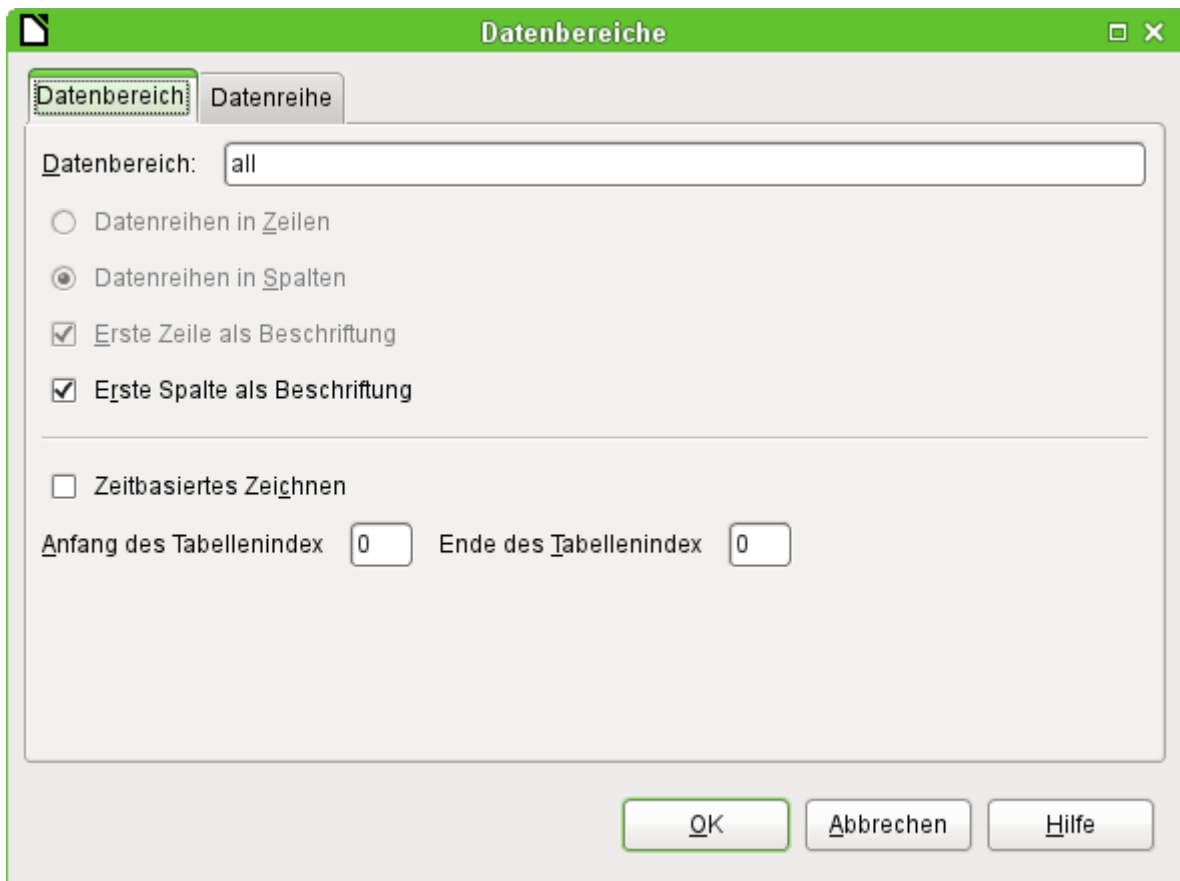 Datenbereiche
Datenbereich Datenreihe
Datenbereich: all
Datenreihen in Zeilen
Datenreihen in Spalten
Erste Zeile als Beschriftung
Erste Spalte als Beschriftung
Zeitbasiertes Zeichnen
Anfang des Tabellenindex 0 Ende des Tabellenindex 0
OK Abbrechen Hilfe